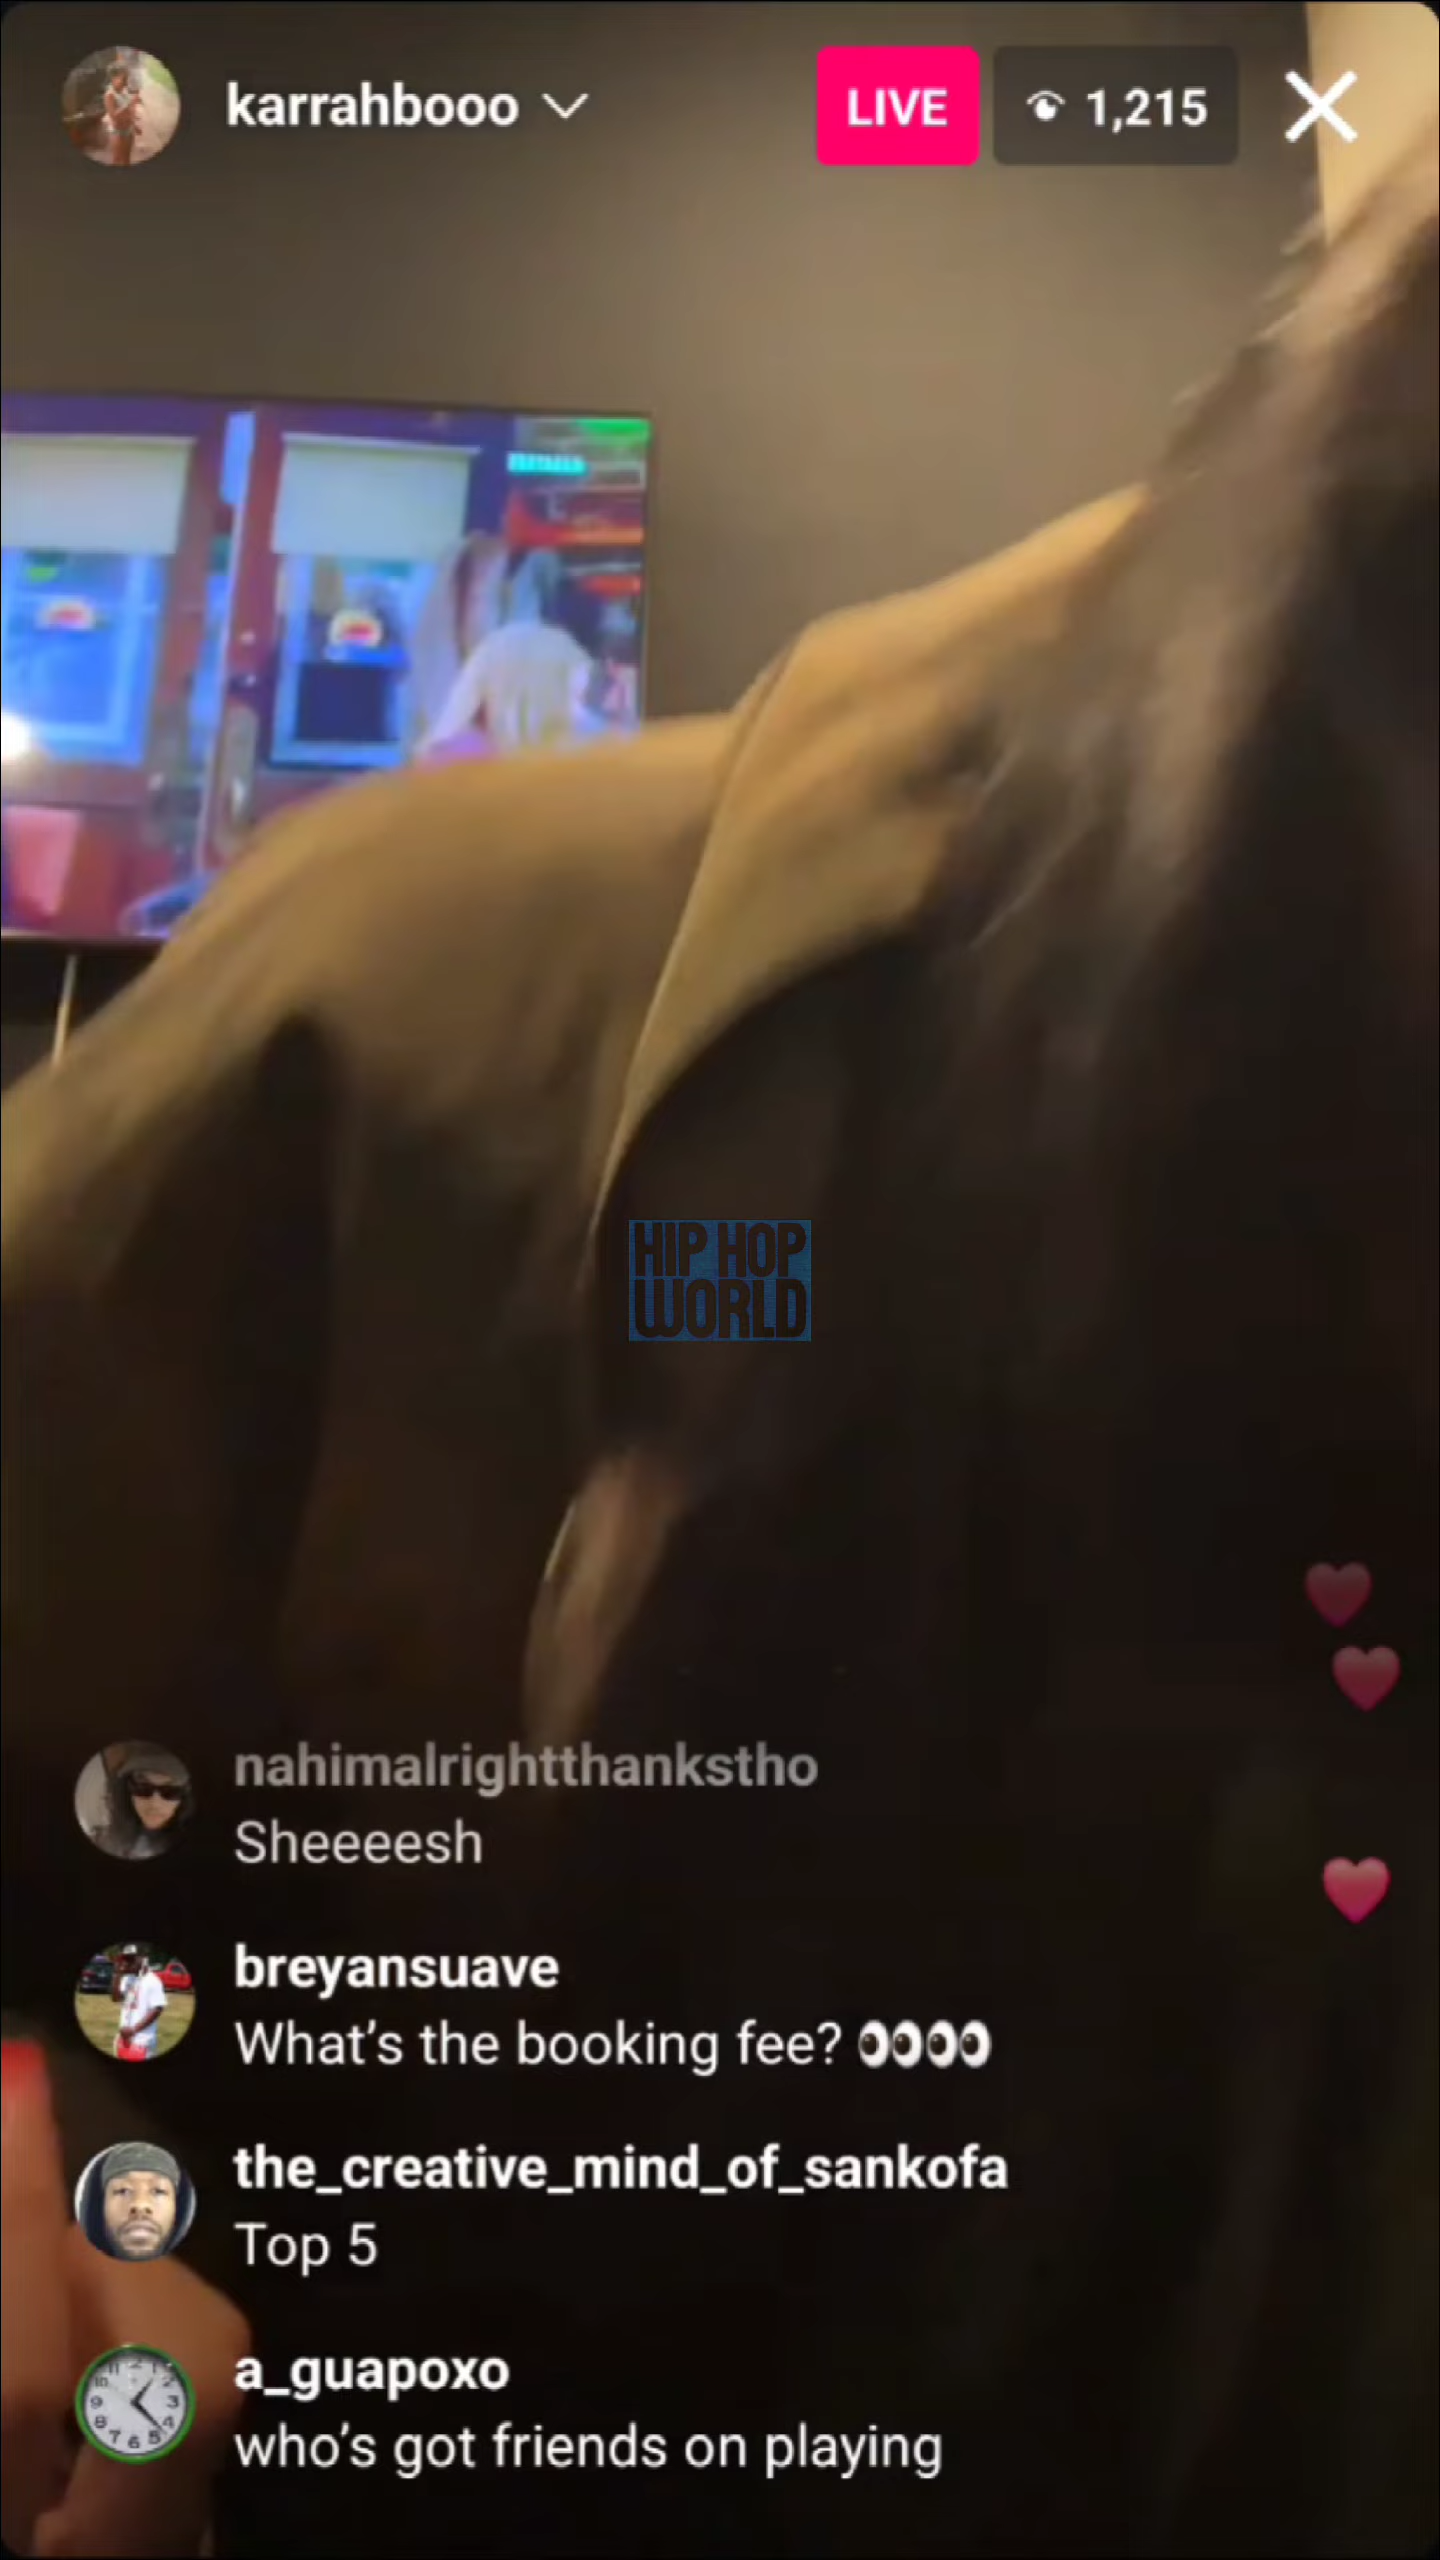 karrahbooo
LIVE
1,215
HIP HOP
WORLD
nahimalrightthankstho
Sheeeesh
breyansuave
What's the booking fee? 👀👀
the_creative_mind_of_sankofa
Top 5
a_guapoxo
who's got friends on playing